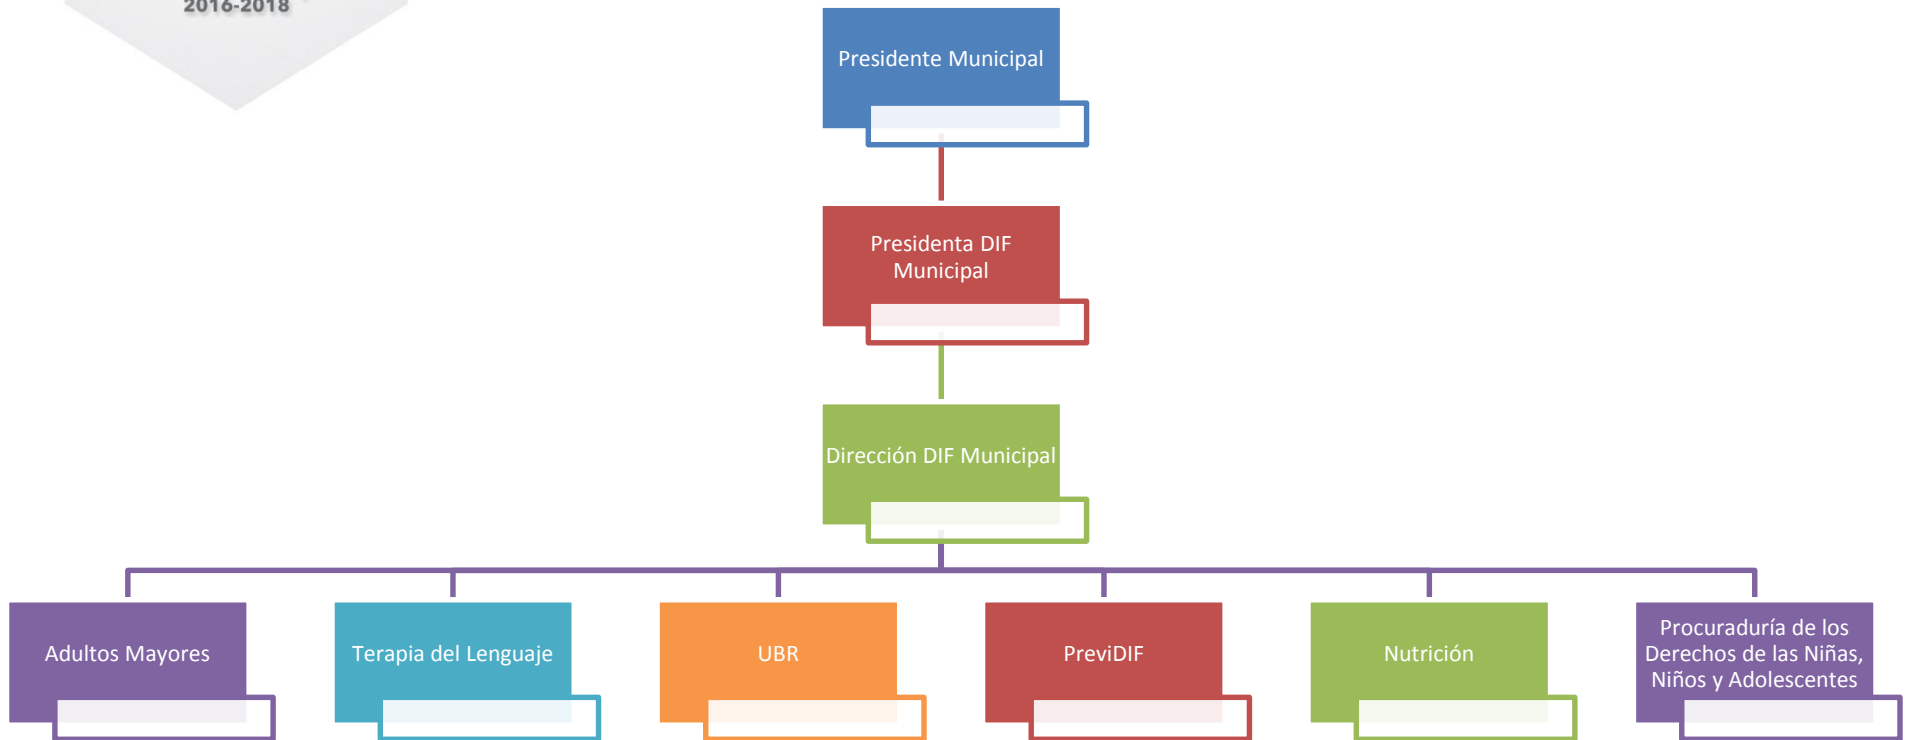 2016-2018
Presidente Municipal
Presidenta DIF
Municipal
Dirección DIF Municipal
Adultos Mayores
Terapia del Lenguaje
UBR
PreviDIF
Nutrición
Procuraduría de los
Derechos de las Niñas,
Niños y Adolescentes